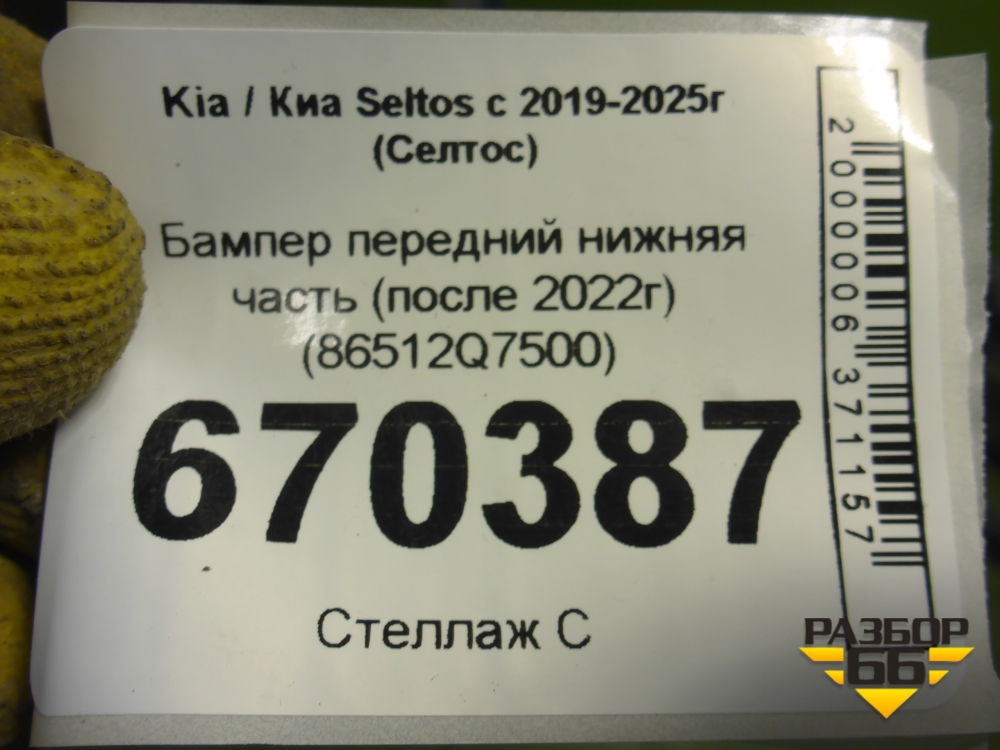 Kia / Киа Seltos с 2019-2025г
(Селтос)
Бампер передний нижняя
часть (после 2022г)
(86512Q7500)
670387
Стеллаж С
2000006371157
РАЗБОР
66